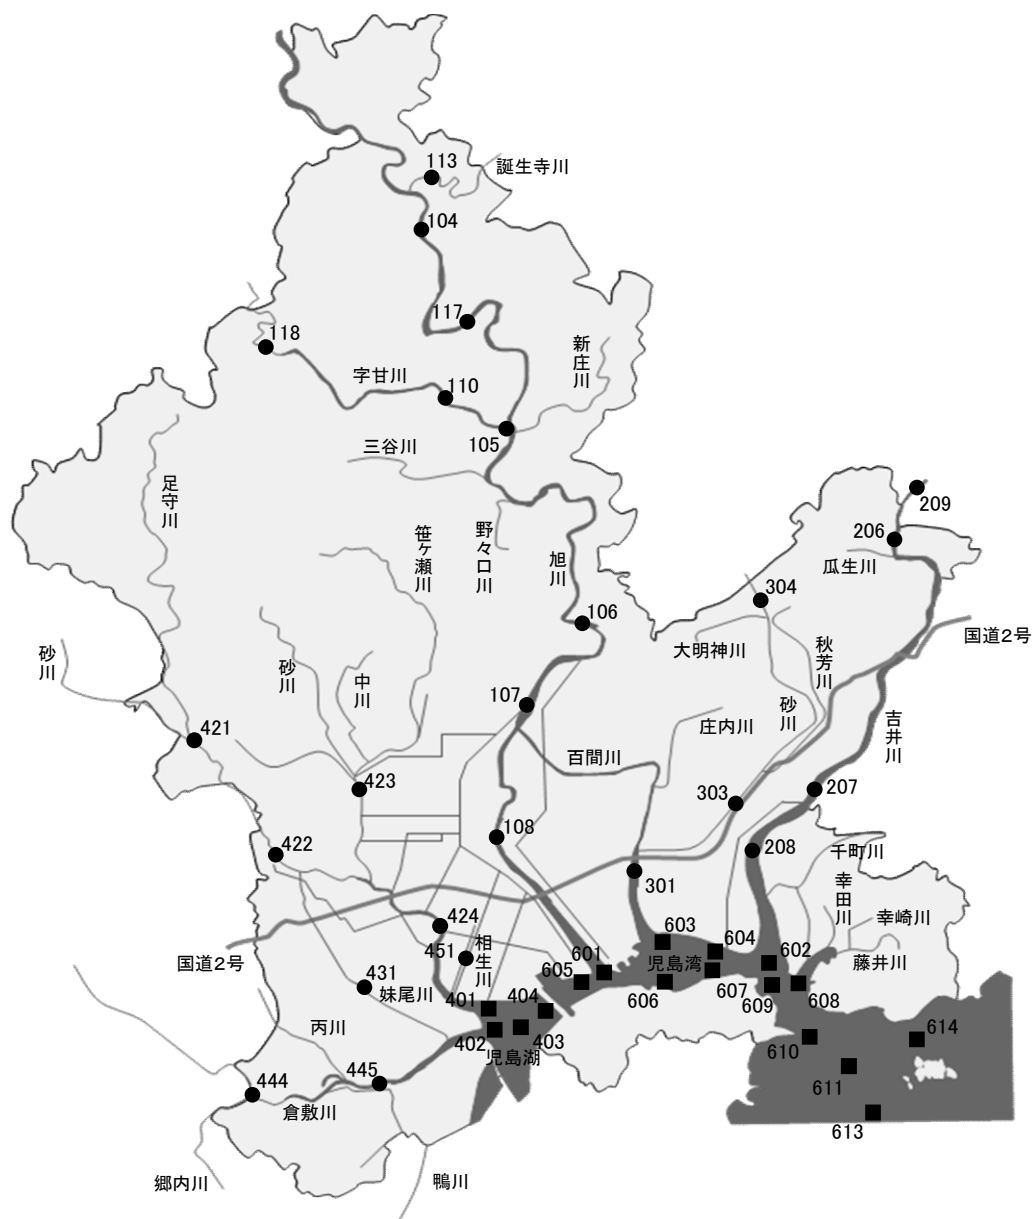 113
誕生寺川
104
117
118
新庄川
字甘川
110
105
三谷川
足守川
209
笹ヶ瀬川
野々口川
旭川
206
瓜生川
304
106
国道2号
大明神川
秋芳川
砂川
砂川
中川
107
砂川
庄内川
吉井川
421
百間川
423
303
207
108
422
208
千町川
301
幸田川
424
幸崎川
603
604
451
相生川
国道2号
601
児島湾
602
藤井川
431
605
妹尾川
606
607
609
608
401
404
丙川
402
403
児島湖
610
614
445
444
611
倉敷川
613
郷内川
鴨川